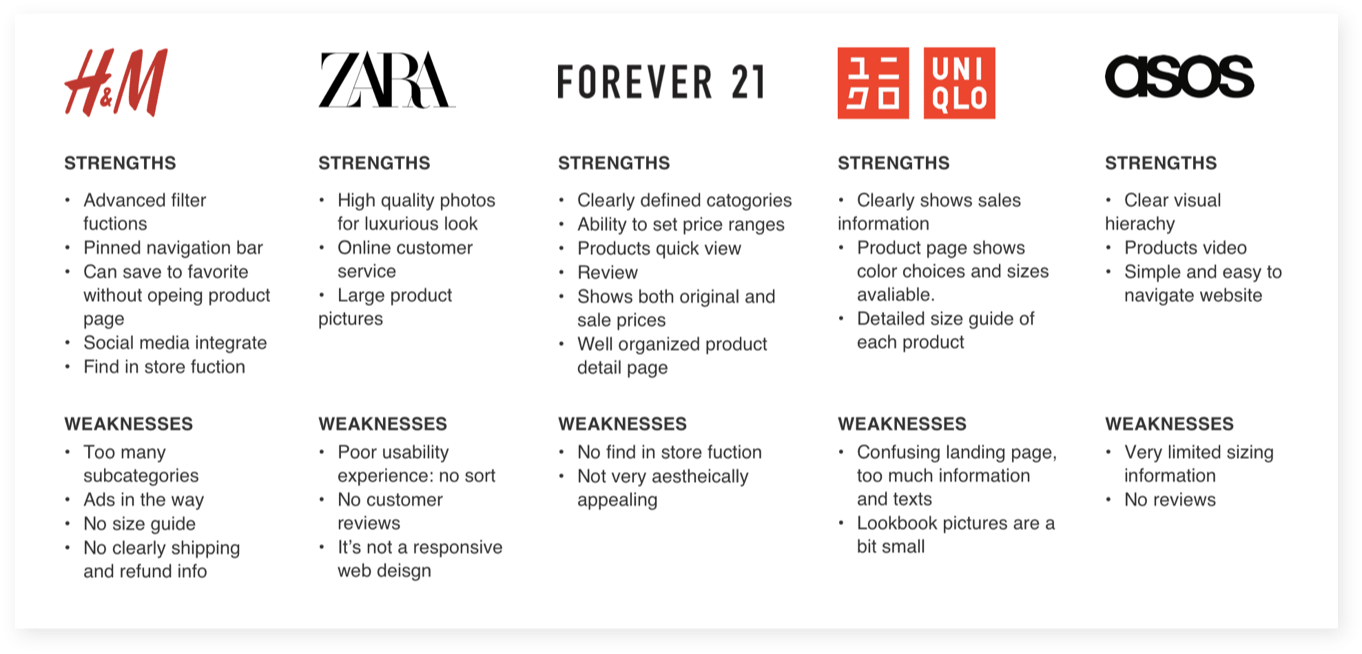 H&M
STRENGTHS
• Advanced filter
fuctions
• Pinned navigation bar
• Can save to favorite
without opeing product
page
• Social media integrate
• Find in store fuction
WEAKNESSES
• Too many
subcategories
• Ads in the way
• No size guide
• No clearly shipping
and refund info
ZARA
STRENGTHS
• High quality photos
for luxurious look
• Online customer
service
• Large product
pictures
WEAKNESSES
• Poor usability
experience: no sort
• No customer
reviews
• It’s not a responsive
web deisgn
FOREVER 21
STRENGTHS
• Clearly defined catogories
• Ability to set price ranges
• Products quick view
• Review
• Shows both original and
sale prices
• Well organized product
detail page
WEAKNESSES
• No find in store fuction
• Not very aestheically
appealing
ユニ UNI
クロ QLO
STRENGTHS
• Clearly shows sales
information
• Product page shows
color choices and sizes
avaliable.
• Detailed size guide of
each product
WEAKNESSES
• Confusing landing page,
too much information
and texts
• Lookbook pictures are a
bit small
asos
STRENGTHS
• Clear visual
hierachy
• Products video
• Simple and easy to
navigate website
WEAKNESSES
• Very limited sizing
information
• No reviews